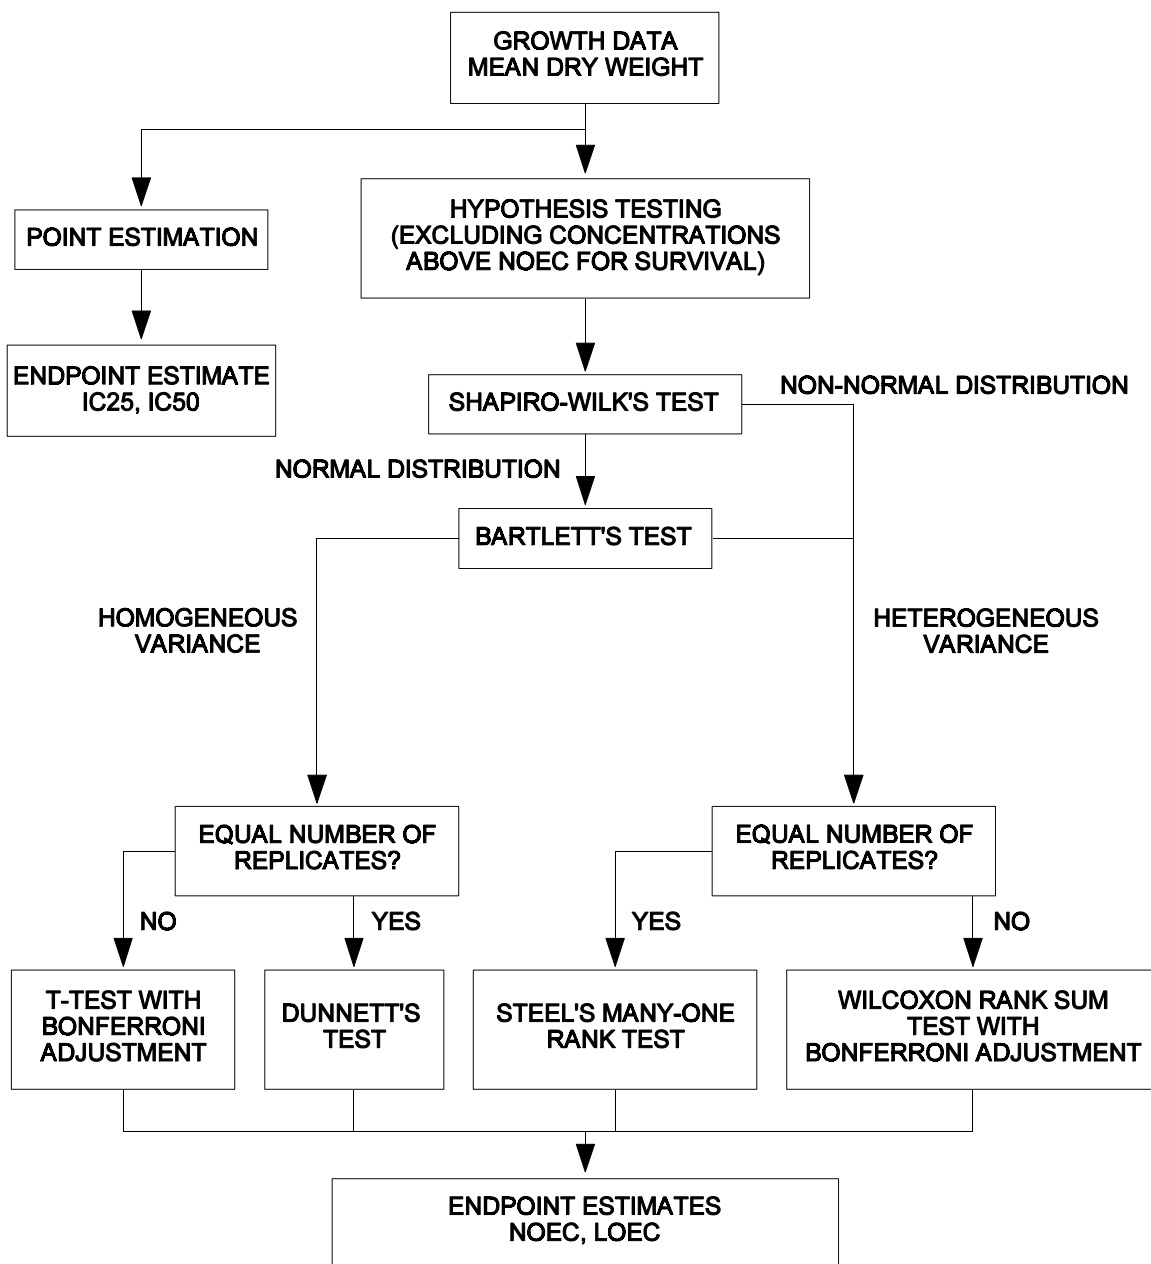 GROWTH DATA
MEAN DRY WEIGHT
POINT ESTIMATION
HYPOTHESIS TESTING
(EXCLUDING CONCENTRATIONS
ABOVE NOEC FOR SURVIVAL)
ENDPOINT ESTIMATE
IC25, IC50
SHAPIRO-WILK'S TEST
NON-NORMAL DISTRIBUTION
NORMAL DISTRIBUTION
BARTLETT'S TEST
HOMOGENEOUS
VARIANCE
HETEROGENEOUS
VARIANCE
EQUAL NUMBER OF
REPLICATES?
EQUAL NUMBER OF
REPLICATES?
NO
YES
YES
NO
T-TEST WITH
BONFERRONI
ADJUSTMENT
DUNNETT'S
TEST
STEEL'S MANY-ONE
RANK TEST
WILCOXON RANK SUM
TEST WITH
BONFERRONI ADJUSTMENT
ENDPOINT ESTIMATES
NOEC, LOEC